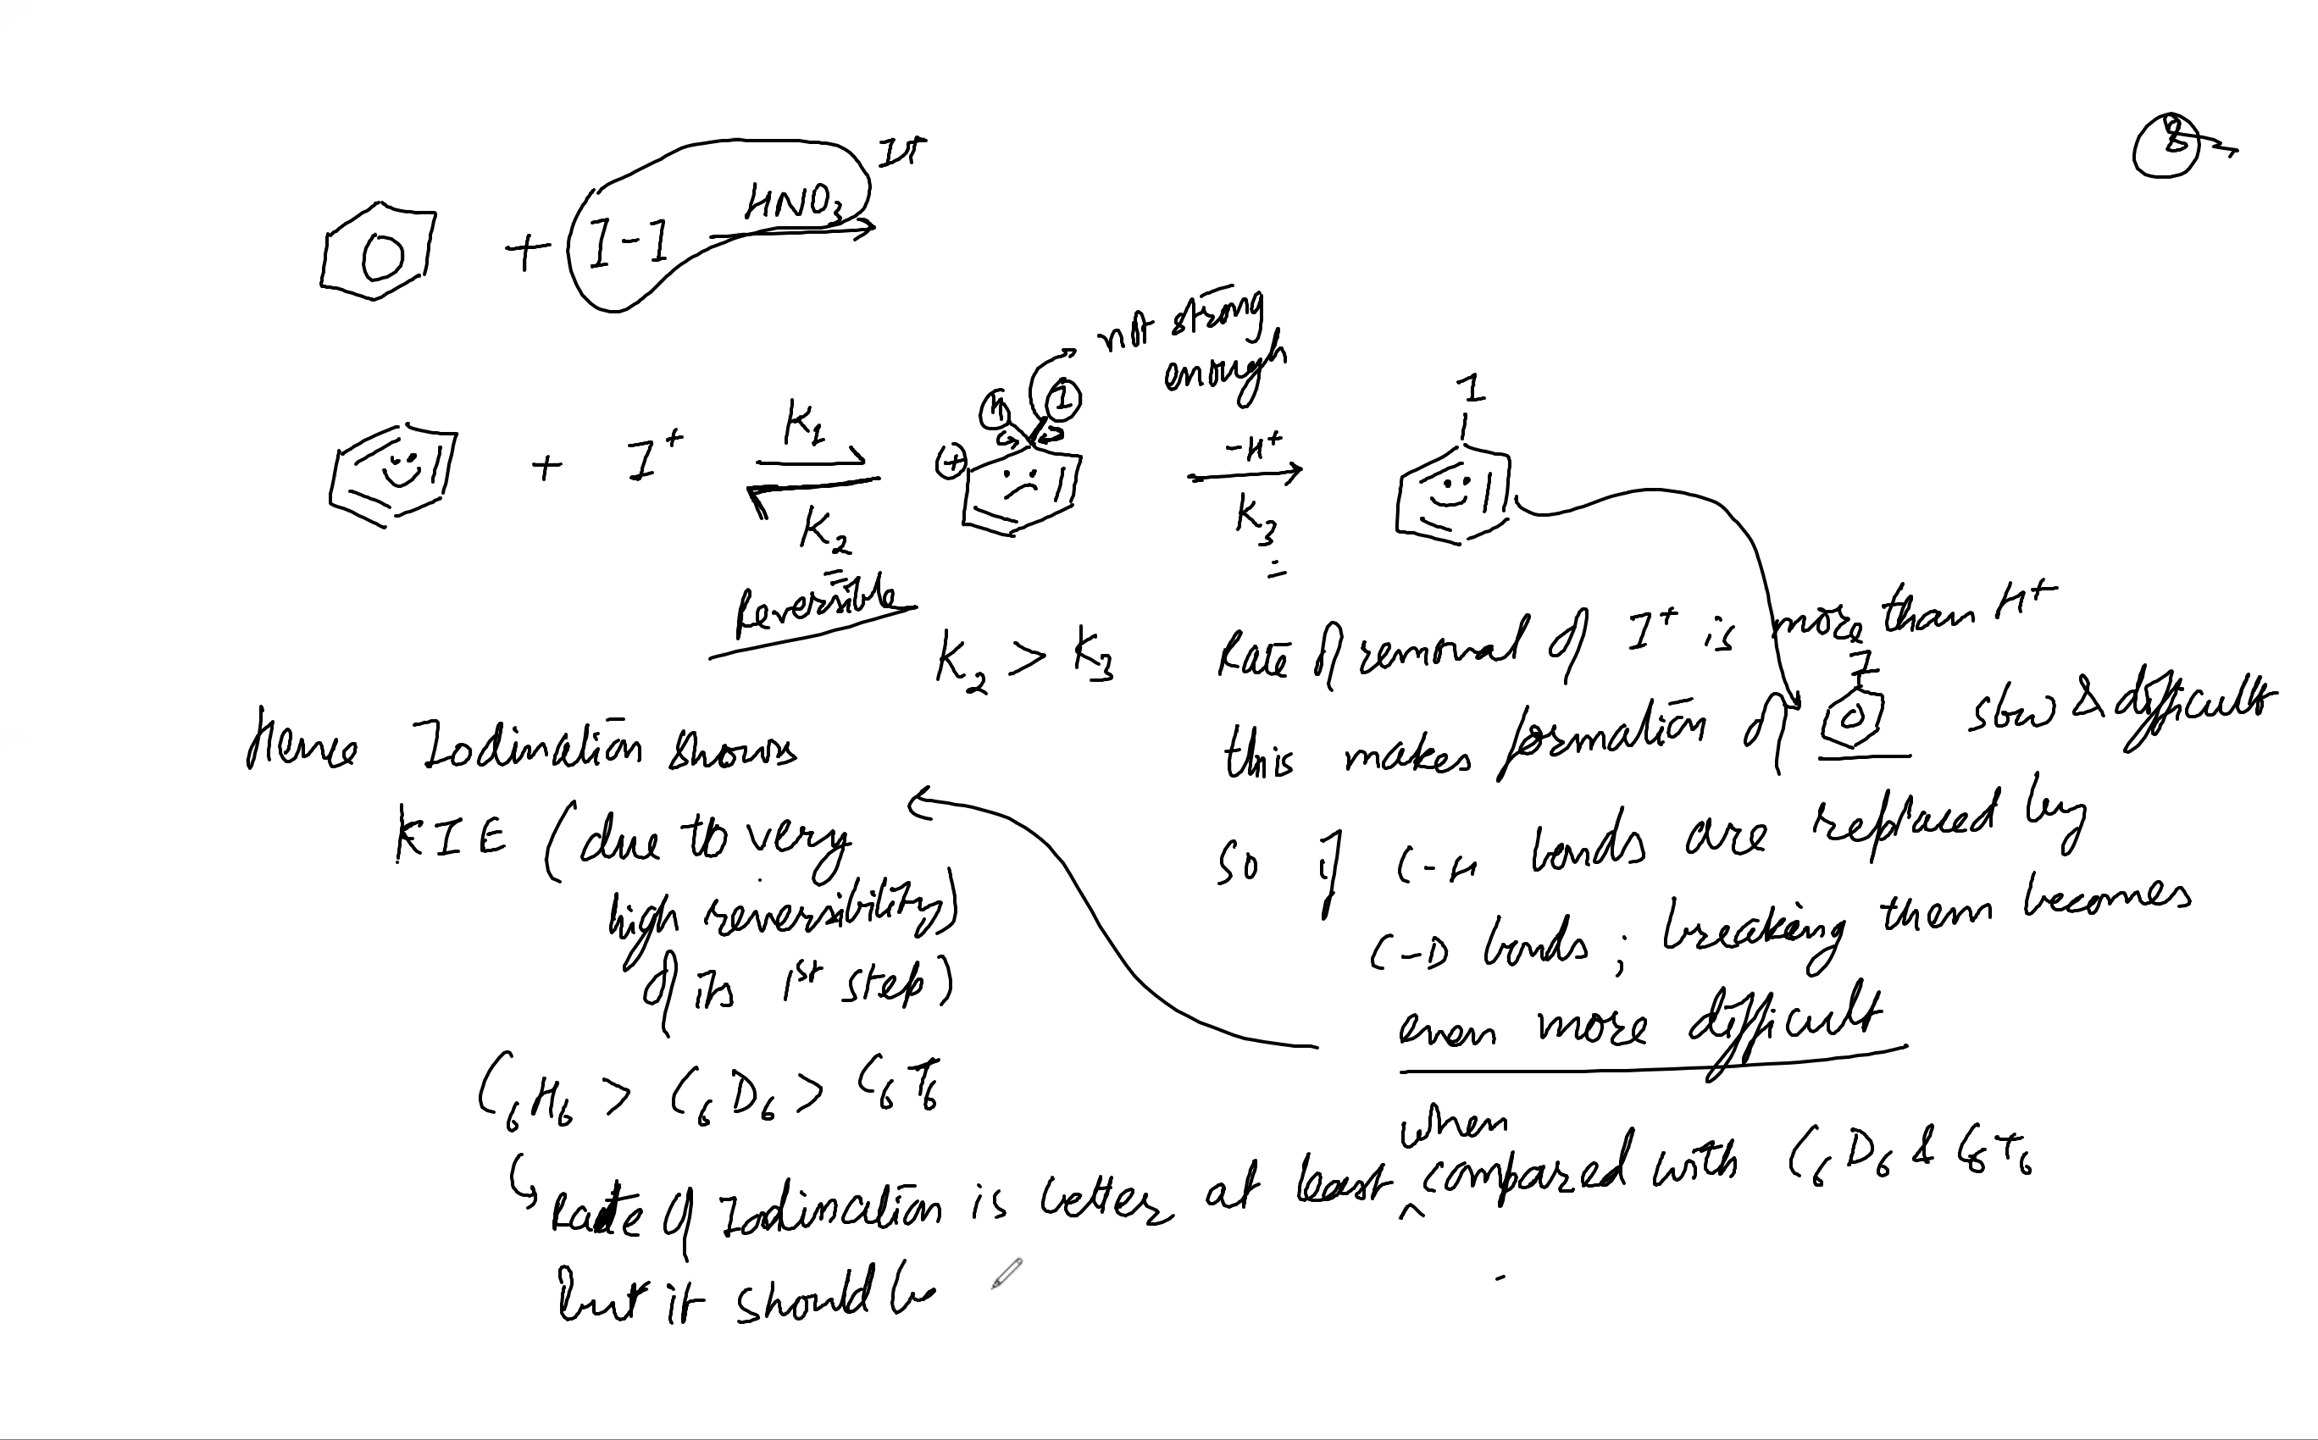 8
I+
HNO3
+ I-I
not strong
enough
H I
I
K1
-H+
+ I+
+
K2
K3
Reversible
K2 > K3
Rate of removal of I+ is more than H+
I
this makes formation of slow & difficult
Hence Iodination shows
KIE (due to very
high reversibility)
of its 1st step)
so if C-H bonds are replaced by
C-D bonds; breaking them becomes
even more difficult
C6H6 > C6D6 > C6T6
when
Rate of Iodination is better at least ^ compared with C6D6 & C6T6
But it should be